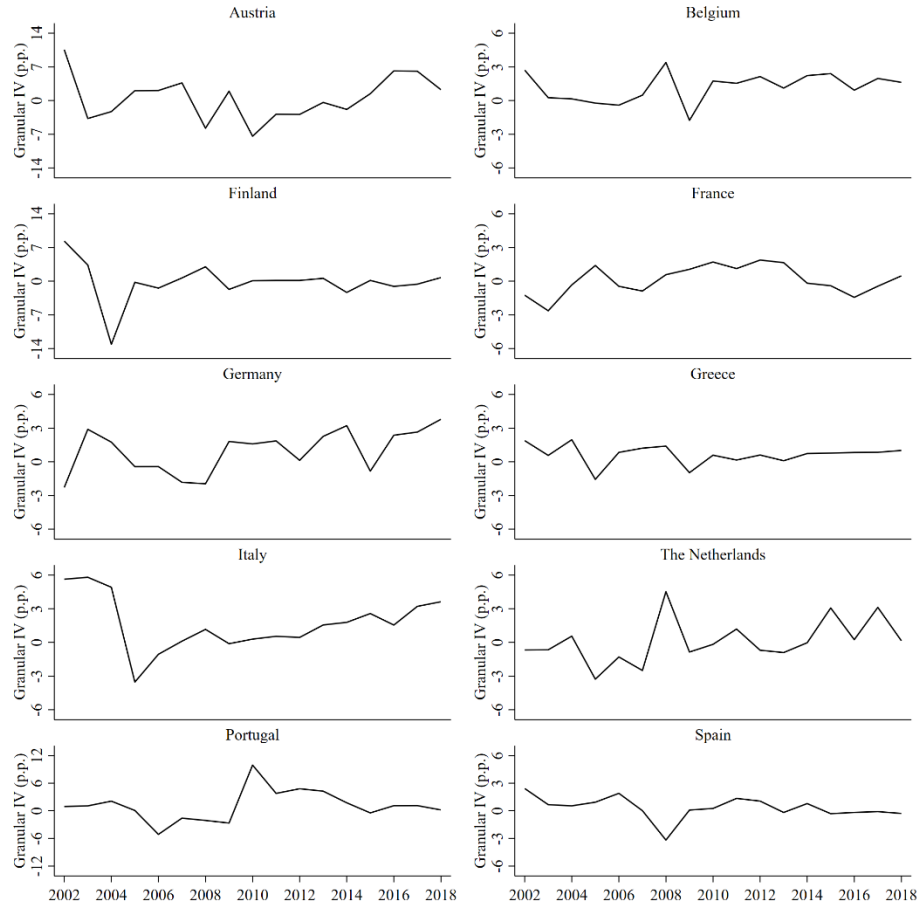 Austria
Granular IV (p.p.)
14
7
0
-7
-14
Belgium
Granular IV (p.p.)
6
3
0
-3
-6
Finland
Granular IV (p.p.)
14
7
0
-7
-14
France
Granular IV (p.p.)
6
3
0
-3
-6
Germany
Granular IV (p.p.)
6
3
0
-3
-6
Greece
Granular IV (p.p.)
6
3
0
-3
-6
Italy
Granular IV (p.p.)
6
3
0
-3
-6
The Netherlands
Granular IV (p.p.)
6
3
0
-3
-6
Portugal
Granular IV (p.p.)
12
6
0
-6
-12
2002 2004 2006 2008 2010 2012 2014 2016 2018
Spain
Granular IV (p.p.)
6
3
0
-3
-6
2002 2004 2006 2008 2010 2012 2014 2016 2018